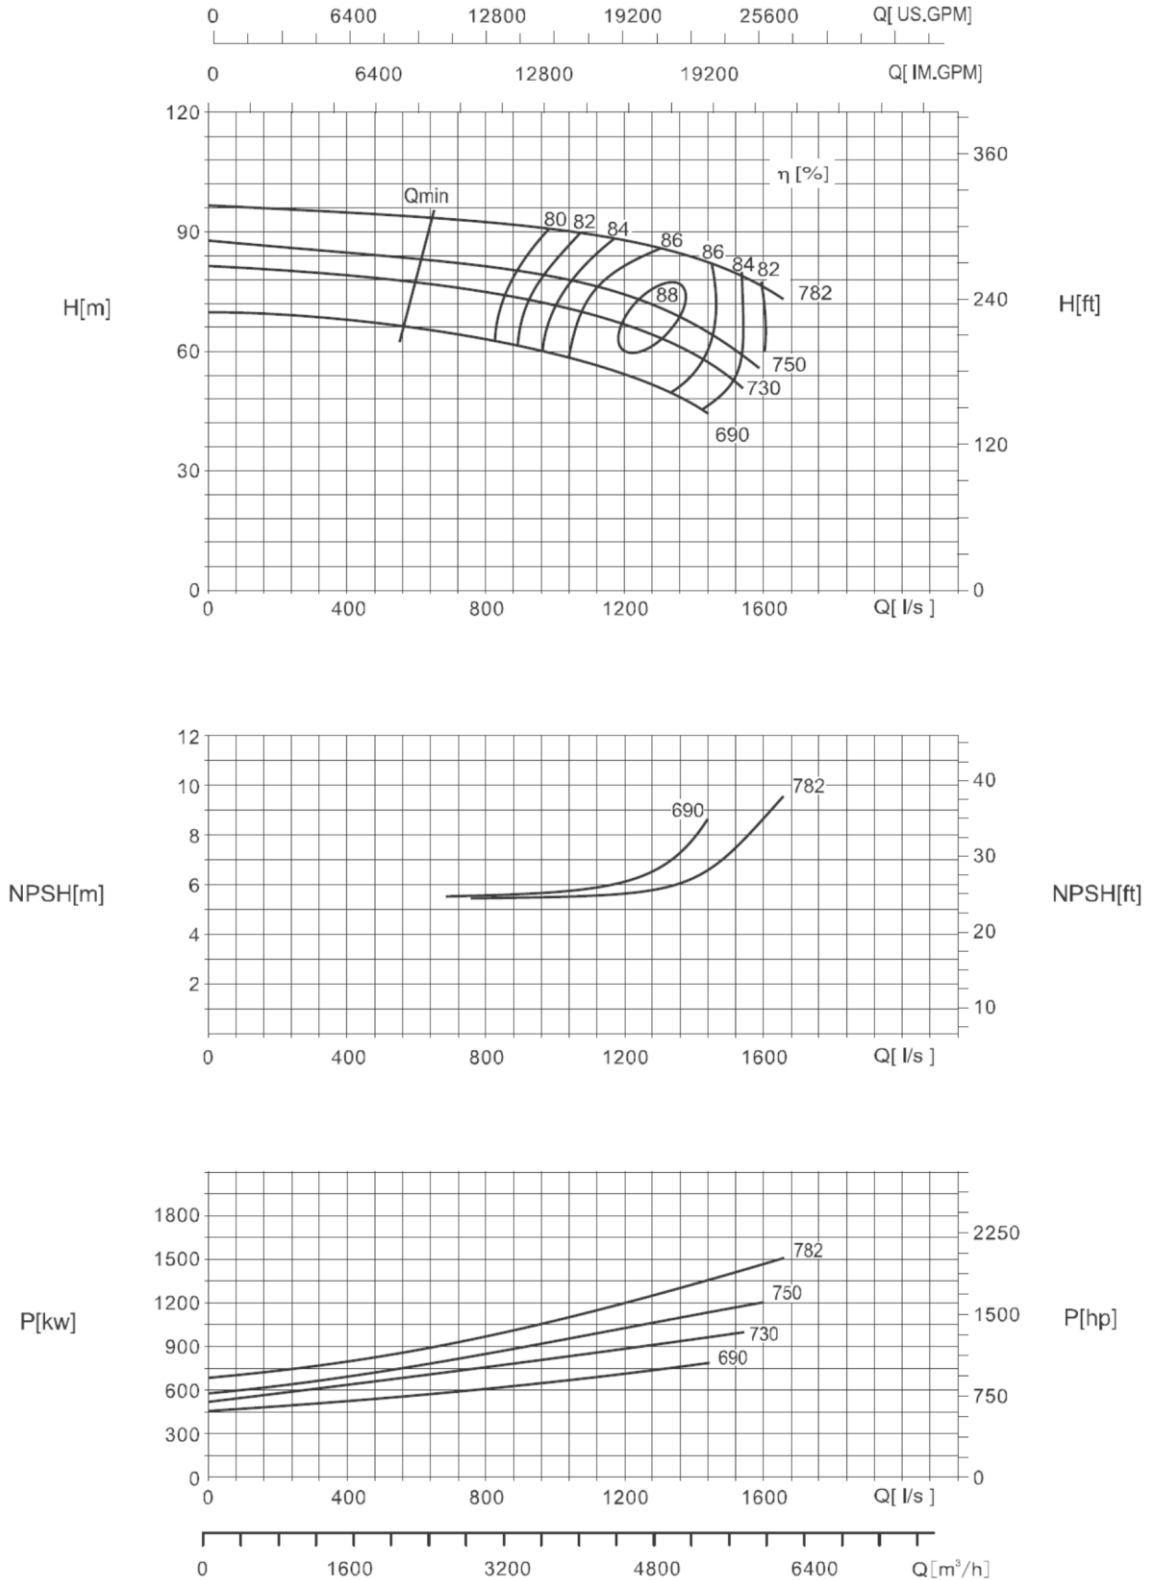 0 6400 12800 19200 25600 Q[ US.GPM]
0 6400 12800 19200 Q[ IM.GPM]
120
360
η [%]
Qmin
80 82 84 86 86 84 82
90
88
782
H[m]
240
H[ft]
60
750
730
690
120
30
0
0
0 400 800 1200 1600 Q[ l/s ]
12
10
782
40
690
8
30
6
NPSH[m]
NPSH[ft]
4
20
2
10
0 400 800 1200 1600 Q[ l/s ]
1800
2250
782
1500
750
1200
1500
P[kw]
P[hp]
730
900
690
600
750
300
0
0
0 400 800 1200 1600 Q[ l/s ]
0 1600 3200 4800 6400 Q[m³/h]